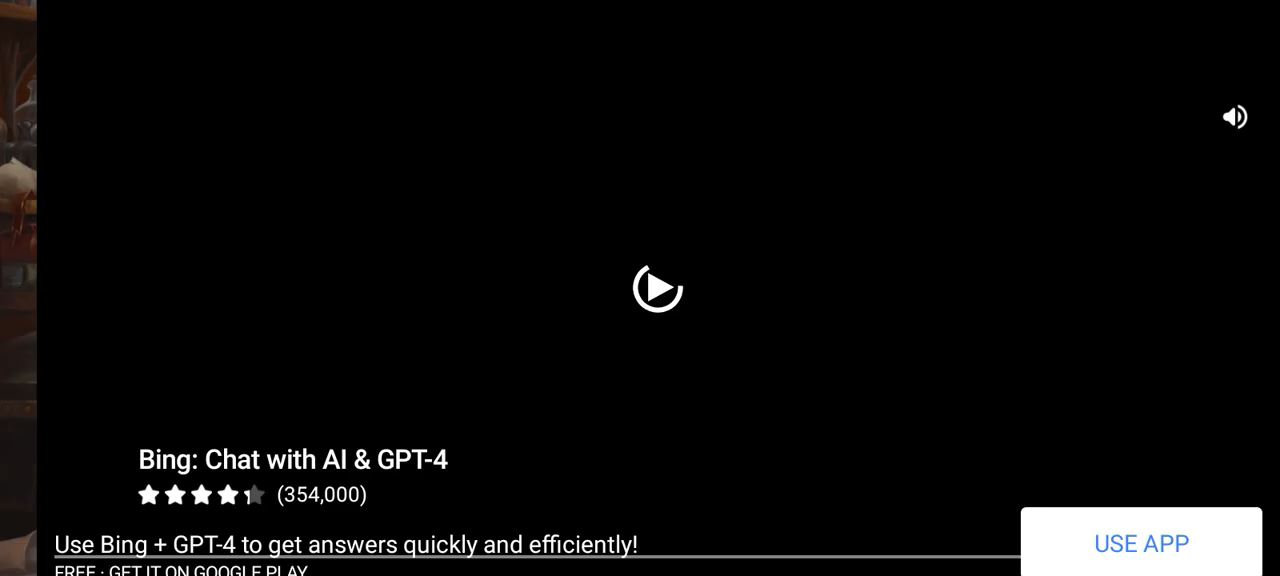 Bing: Chat with AI & GPT-4
(354,000)
Use Bing + GPT-4 to get answers quickly and efficiently!
USE APP
FREE · GET IT ON GOOGLE PLAY